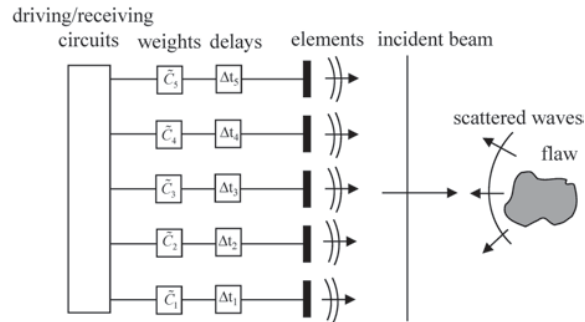 driving/receiving
circuits weights delays elements incident beam
C̃₅ Δt₅
C̃₄ Δt₄
scattered waves
flaw
C̃₃ Δt₃
C̃₂ Δt₂
C̃₁ Δt₁